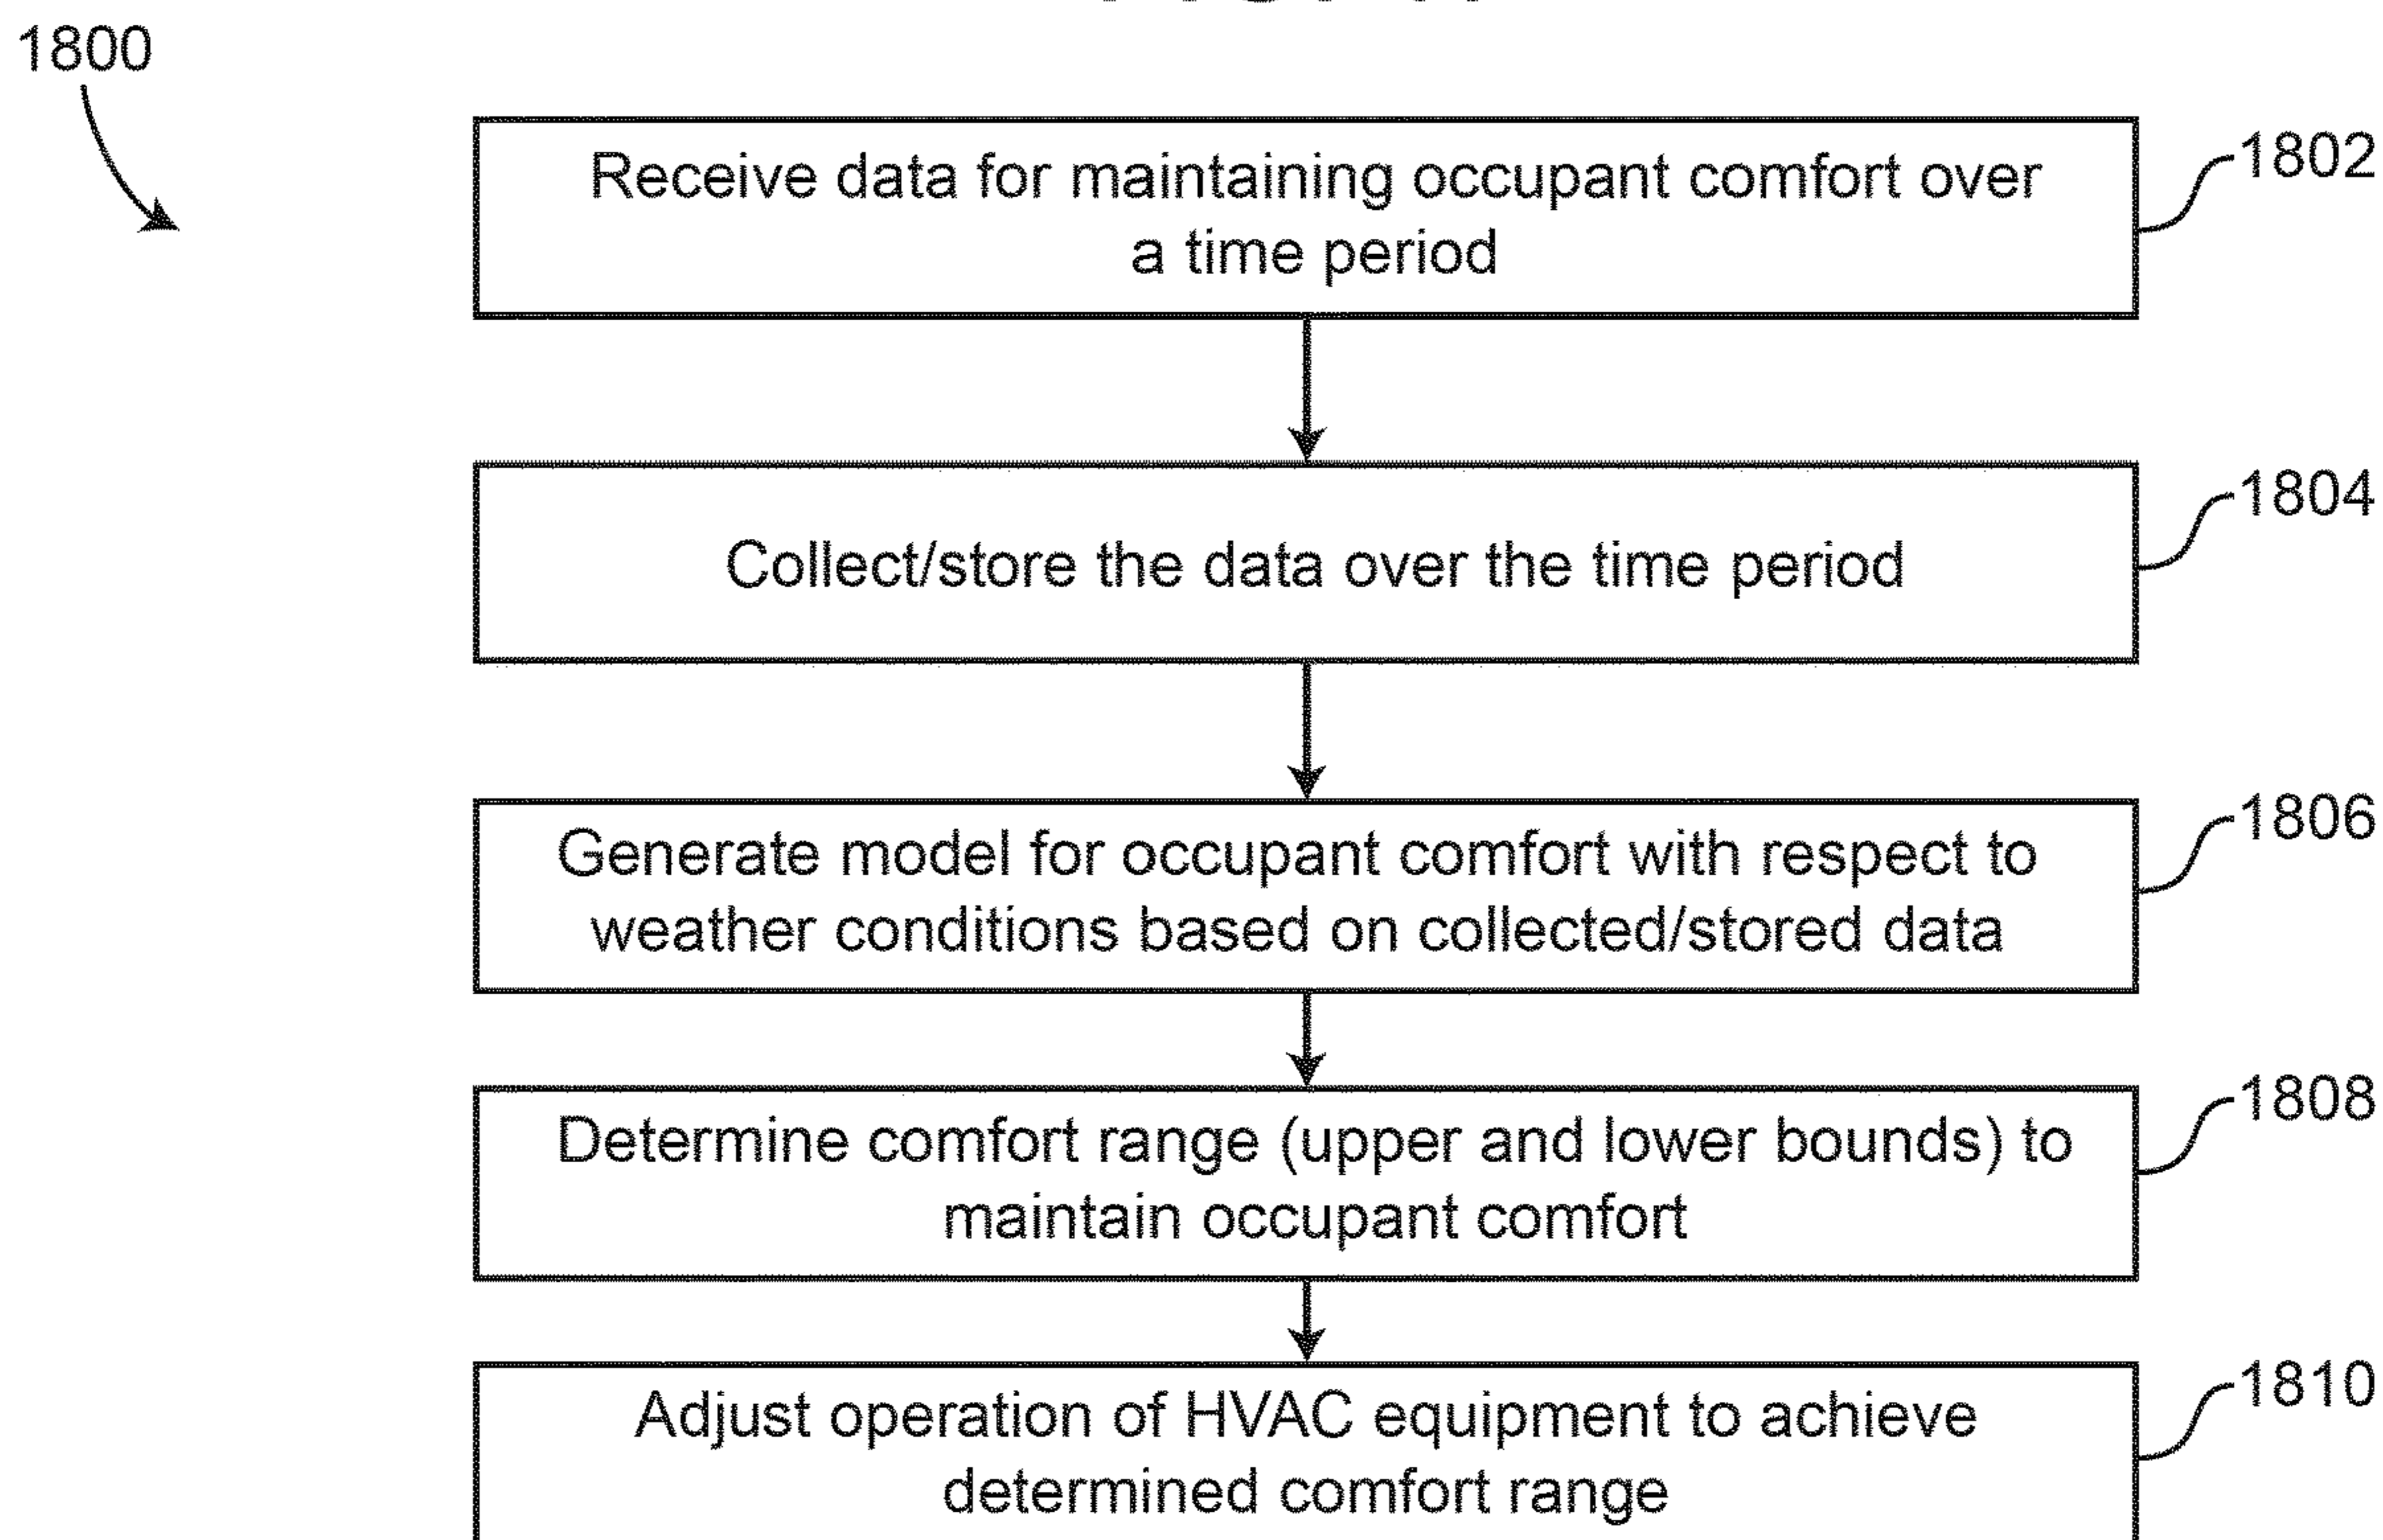 1800
Receive data for maintaining occupant comfort over
a time period
1802
Collect/store the data over the time period
1804
Generate model for occupant comfort with respect to
weather conditions based on collected/stored data
1806
Determine comfort range (upper and lower bounds) to
maintain occupant comfort
1808
Adjust operation of HVAC equipment to achieve
determined comfort range
1810